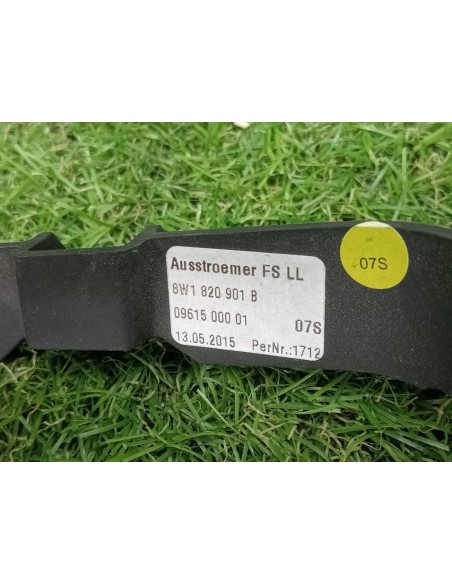 Ausstroemer FS LL
8W1 820 901 B
09615 000 01 07S
13.05.2015 PerNr.:1712
07S